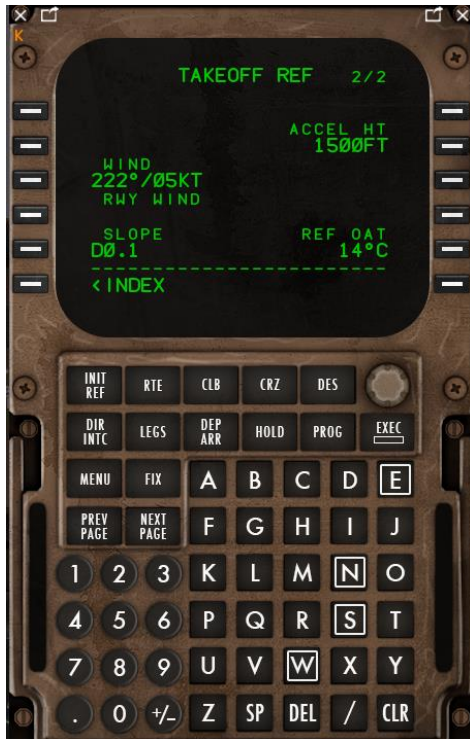 K
TAKEOFF REF 2/2
ACCEL HT
1500FT
WIND
222°/05KT
RWY WIND
SLOPE REF OAT
D0.1 14°C
<INDEX
INIT REF RTE CLB CRZ DES
DIR INTC LEGS DEP ARR HOLD PROG EXEC
MENU FIX A B C D E
PREV PAGE NEXT PAGE F G H I J
1 2 3 K L M N O
4 5 6 P Q R S T
7 8 9 U V W X Y
. 0 +/- Z SP DEL / CLR